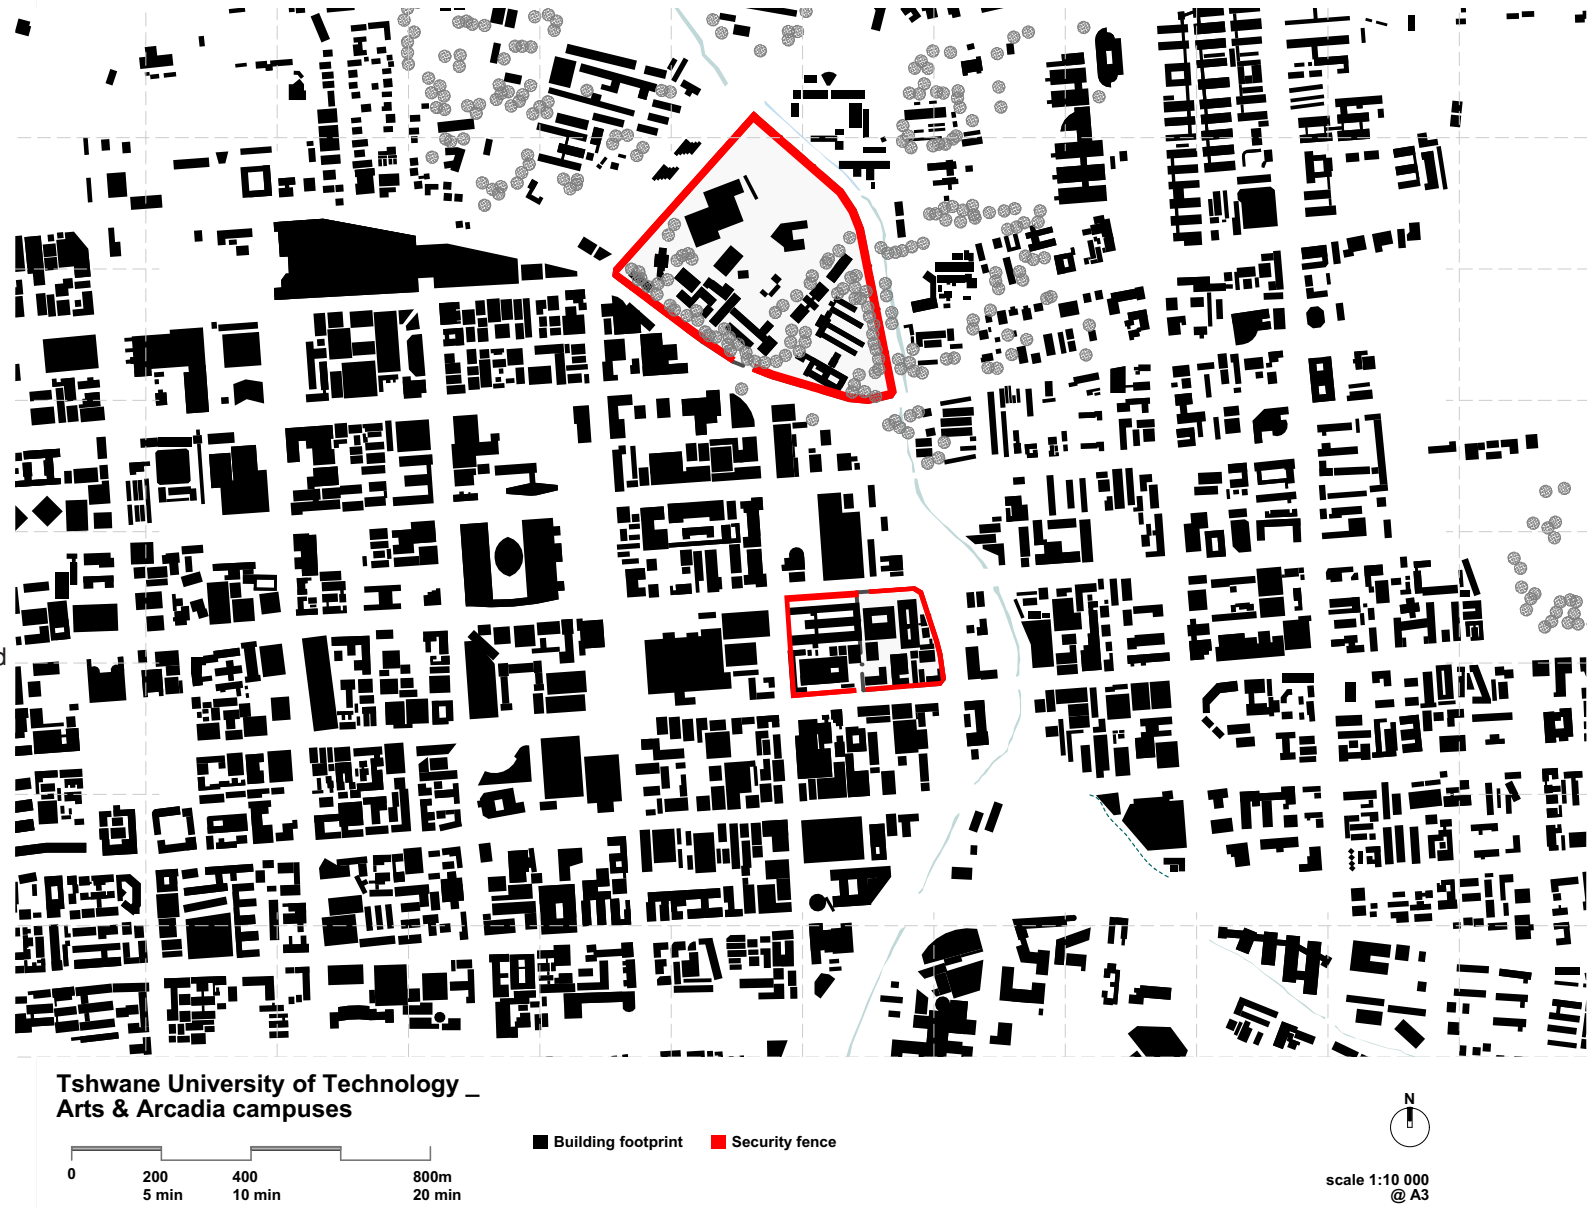 d
Tshwane University of Technology _
Arts & Arcadia campuses
0 200 400 800m
5 min 10 min 20 min
Building footprint
Security fence
N
scale 1:10 000
@ A3